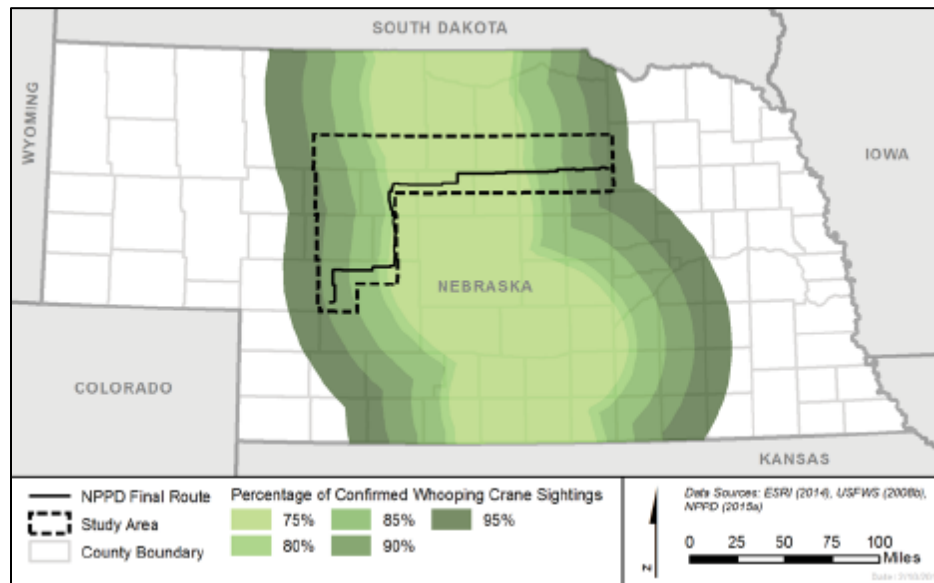 SOUTH DAKOTA
WYOMING
IOWA
NEBRASKA
COLORADO
KANSAS
NPPD Final Route
Study Area
County Boundary
Percentage of Confirmed Whooping Crane Sightings
75% 85% 95%
80% 90%
N
Data Sources: ESRI (2014), USFWS (2008b),
NPPD (2015a)
0 25 50 75 100
Miles